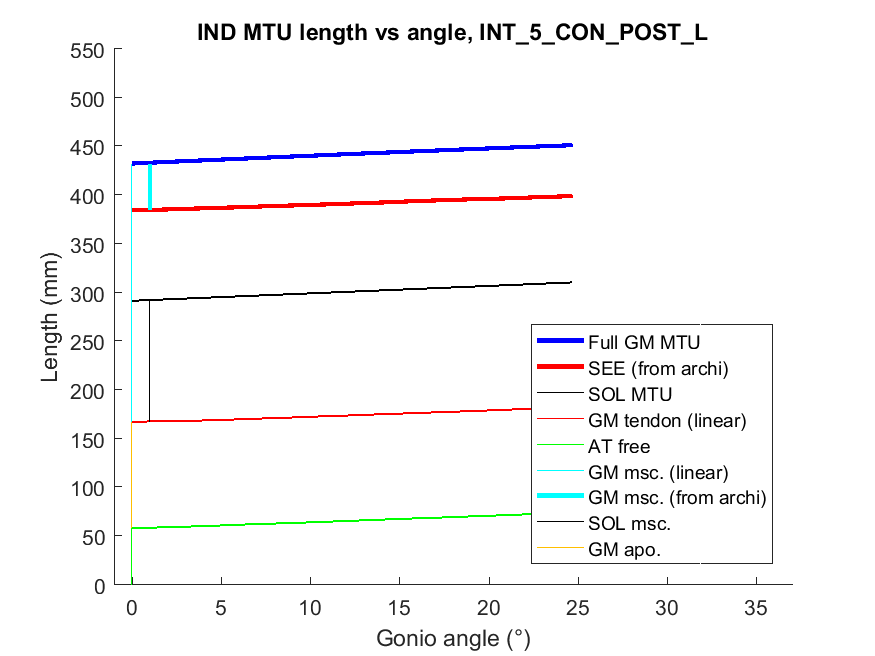 IND MTU length vs angle, INT_5_CON_POST_L
550
500
450
400
350
300
250
200
150
100
50
0
Length (mm)
Full GM MTU
SEE (from archi)
SOL MTU
GM tendon (linear)
AT free
GM msc. (linear)
GM msc. (from archi)
SOL msc.
GM apo.
0 5 10 15 20 25 30 35
Gonio angle (°)